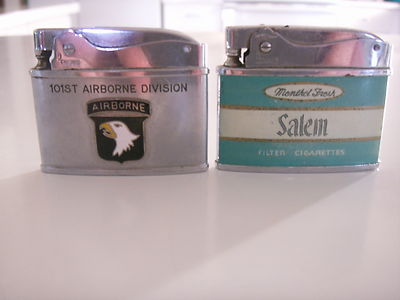 101ST AIRBORNE DIVISION
AIRBORNE
Menthol Fresh
Salem
FILTER CIGARETTES